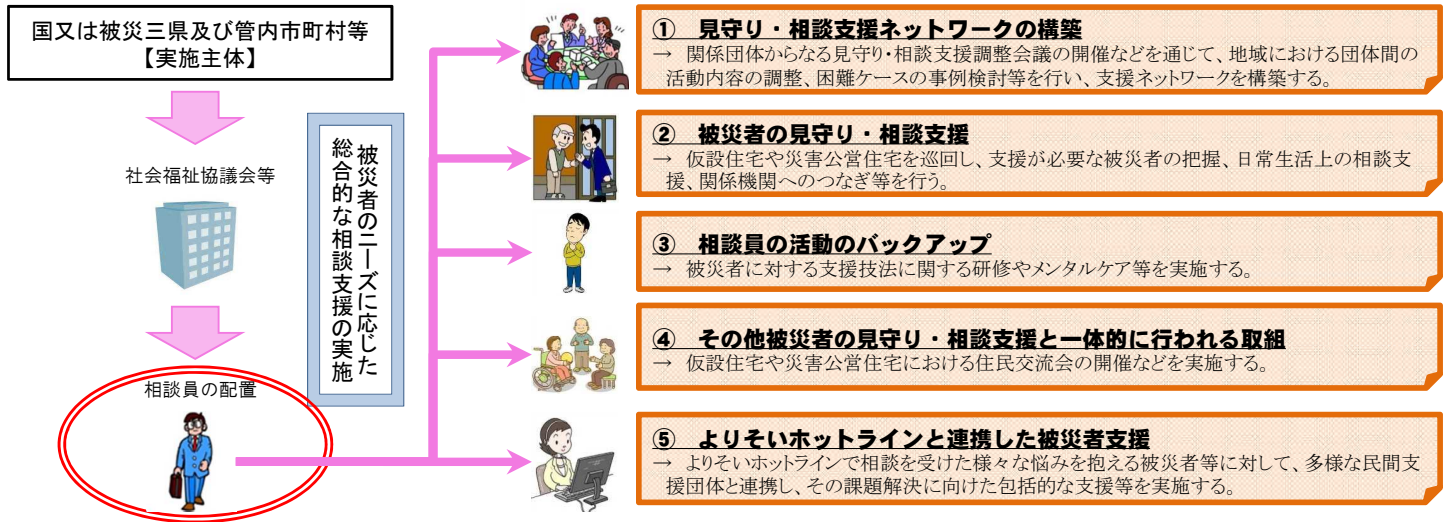 国又は被災三県及び管内市町村等
【実施主体】
社会福祉協議会等
相談員の配置
被災者のニーズに応じた
総合的な相談支援の実施
① 見守り・相談支援ネットワークの構築
→ 関係団体からなる見守り・相談支援調整会議の開催などを通じて、地域における団体間の
活動内容の調整、困難ケースの事例検討等を行い、支援ネットワークを構築する。
② 被災者の見守り・相談支援
→ 仮設住宅や災害公営住宅を巡回し、支援が必要な被災者の把握、日常生活上の相談支
援、関係機関へのつなぎ等を行う。
③ 相談員の活動のバックアップ
→ 被災者に対する支援技法に関する研修やメンタルケア等を実施する。
④ その他被災者の見守り・相談支援と一体的に行われる取組
→ 仮設住宅や災害公営住宅における住民交流会の開催などを実施する。
⑤ よりそいホットラインと連携した被災者支援
→ よりそいホットラインで相談を受けた様々な悩みを抱える被災者等に対して、多様な民間支
援団体と連携し、その課題解決に向けた包括的な支援等を実施する。